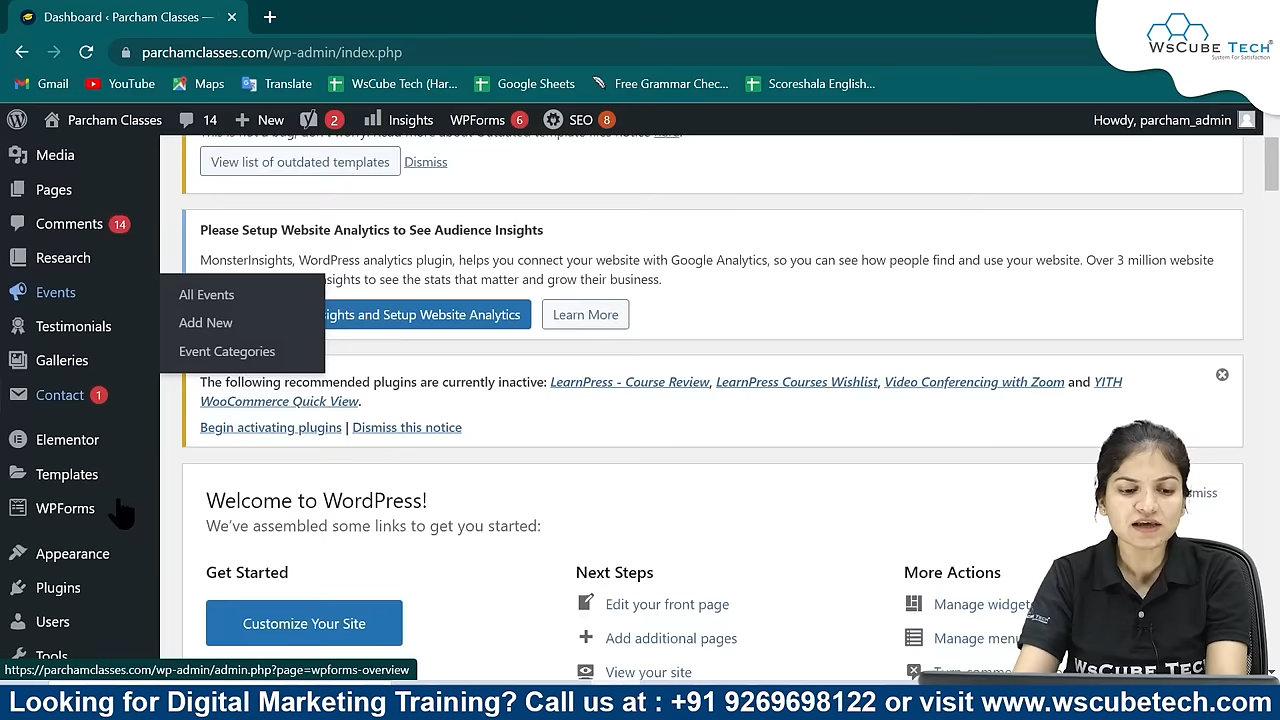 Dashboard ‹ Parcham Classes —
WsCube Tech
System For Satisfaction
parchamclasses.com/wp-admin/index.php
Gmail YouTube Maps Translate WsCube Tech (Har... Google Sheets Free Grammar Chec... Scoreshala English...
Parcham Classes 14 New 2 Insights WPForms 6 SEO 8 Howdy, parcham_admin
Media
Pages
Comments 14
Research
Events
Testimonials
Galleries
Contact 1
Elementor
Templates
WPForms
Appearance
Plugins
Users
Tools
All Events
Add New
Event Categories
View list of outdated templates Dismiss
Please Setup Website Analytics to See Audience Insights
MonsterInsights, WordPress analytics plugin, helps you connect your website with Google Analytics, so you can see how people find and use your website. Over 3 million website
insights to see the stats that matter and grow their business.
ights and Setup Website Analytics Learn More
The following recommended plugins are currently inactive: LearnPress - Course Review, LearnPress Courses Wishlist, Video Conferencing with Zoom and YITH
WooCommerce Quick View.
Begin activating plugins | Dismiss this notice
Welcome to WordPress!
We've assembled some links to get you started:
Get Started
Customize Your Site
Next Steps
Edit your front page
Add additional pages
View your site
More Actions
Manage widget
Manage menu
WsCube Tech
https://parchamclasses.com/wp-admin/admin.php?page=wpforms-overview
Looking for Digital Marketing Training? Call us at : +91 9269698122 or visit www.wscubetech.com